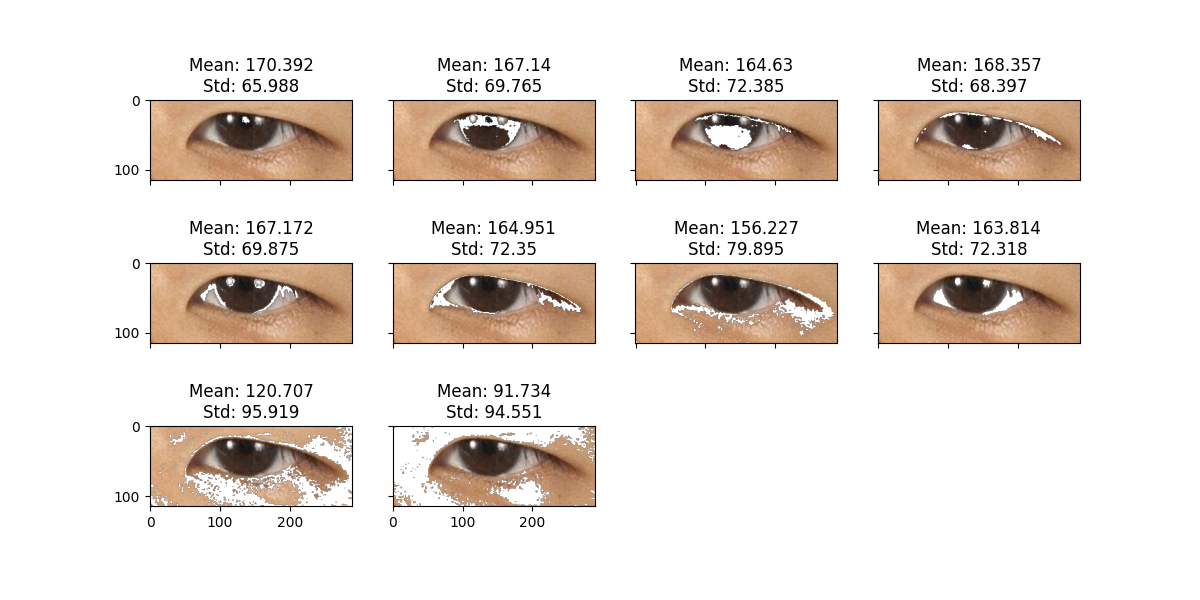 Mean: 170.392
Std: 65.988
Mean: 167.14
Std: 69.765
Mean: 164.63
Std: 72.385
Mean: 168.357
Std: 68.397
0
100
Mean: 167.172
Std: 69.875
Mean: 164.951
Std: 72.35
Mean: 156.227
Std: 79.895
Mean: 163.814
Std: 72.318
0
100
Mean: 120.707
Std: 95.919
Mean: 91.734
Std: 94.551
0
100
0 100 200
0 100 200